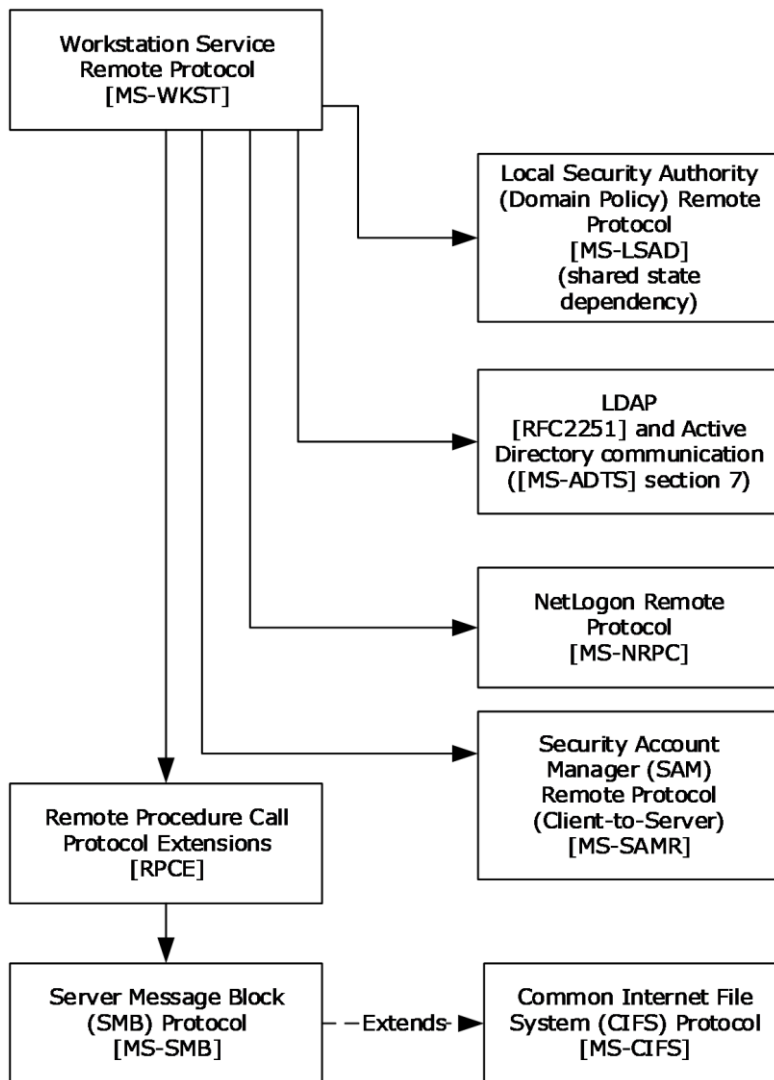 Workstation Service
Remote Protocol
[MS-WKST]
Local Security Authority
(Domain Policy) Remote
Protocol
[MS-LSAD]
(shared state
dependency)
LDAP
[RFC2251] and Active
Directory communication
([MS-ADTS] section 7)
NetLogon Remote
Protocol
[MS-NRPC]
Security Account
Manager (SAM)
Remote Protocol
(Client-to-Server)
[MS-SAMR]
Remote Procedure Call
Protocol Extensions
[RPCE]
Server Message Block
(SMB) Protocol
[MS-SMB]
Extends
Common Internet File
System (CIFS) Protocol
[MS-CIFS]